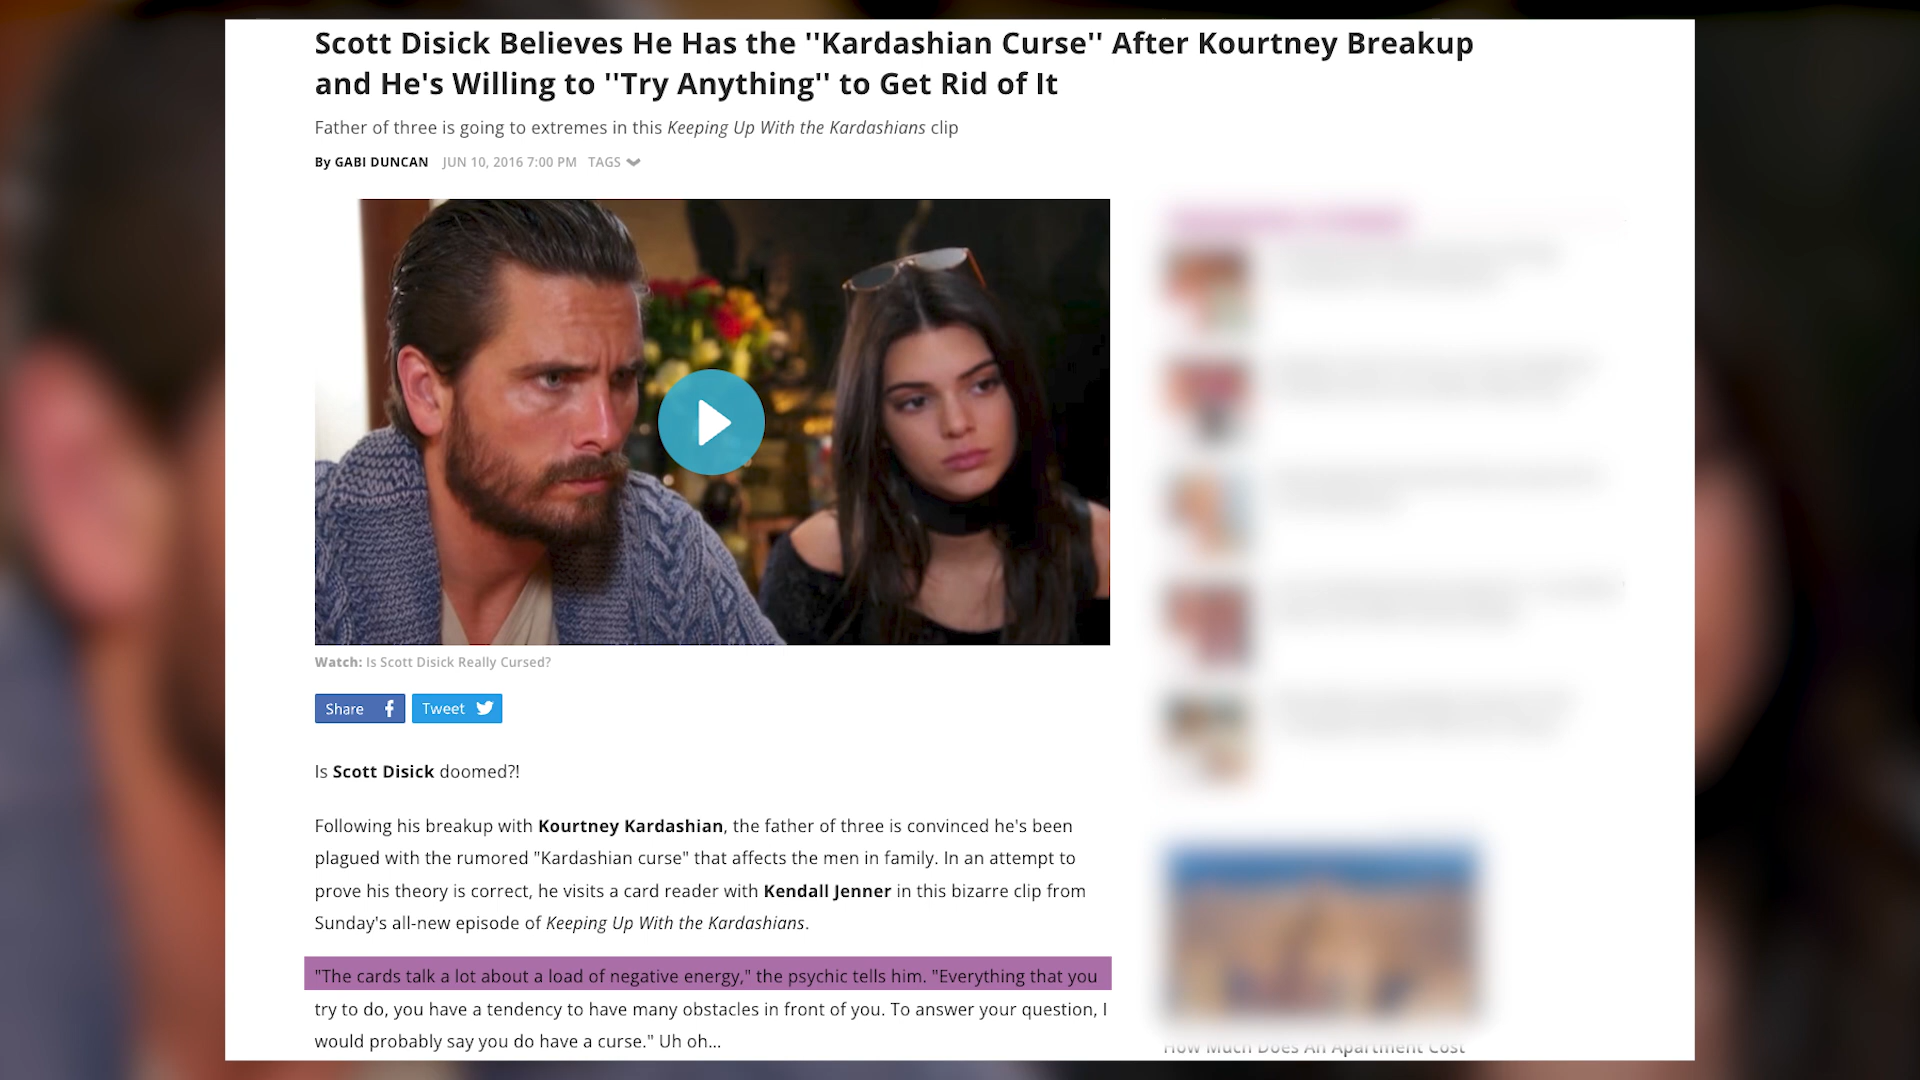 Scott Disick Believes He Has the ''Kardashian Curse'' After Kourtney Breakup
and He's Willing to ''Try Anything'' to Get Rid of It
Father of three is going to extremes in this Keeping Up With the Kardashians clip
By GABI DUNCAN JUN 10, 2016 7:00 PM TAGS
Watch: Is Scott Disick Really Cursed?
Share f Tweet
Is Scott Disick doomed?!
Following his breakup with Kourtney Kardashian, the father of three is convinced he's been
plagued with the rumored "Kardashian curse" that affects the men in family. In an attempt to
prove his theory is correct, he visits a card reader with Kendall Jenner in this bizarre clip from
Sunday's all-new episode of Keeping Up With the Kardashians.
"The cards talk a lot about a load of negative energy," the psychic tells him. "Everything that you
try to do, you have a tendency to have many obstacles in front of you. To answer your question, I
would probably say you do have a curse." Uh oh...
How Much Does An Apartment Cost